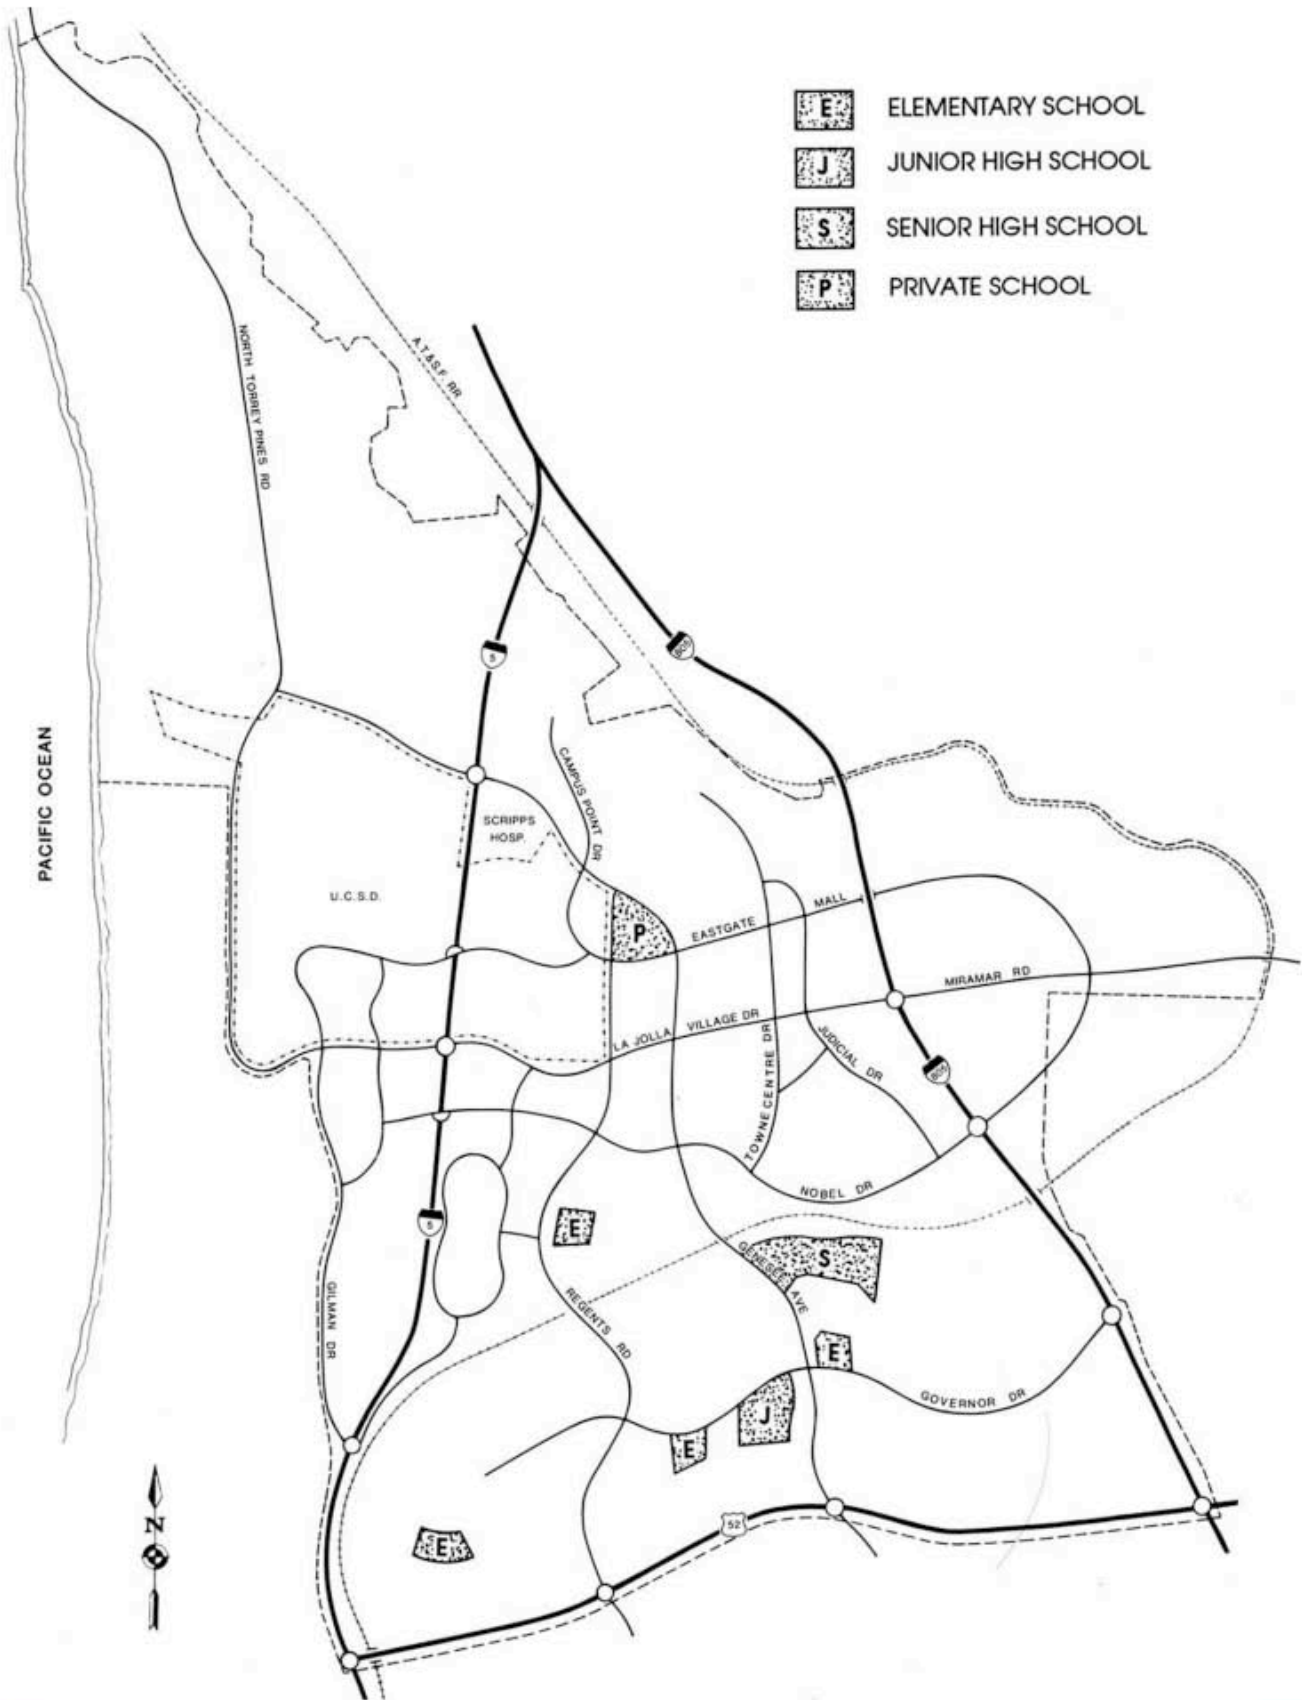 E ELEMENTARY SCHOOL
J JUNIOR HIGH SCHOOL
S SENIOR HIGH SCHOOL
P PRIVATE SCHOOL
A.T.&S.F. RR
NORTH TORREY PINES RD
5
805
PACIFIC OCEAN
CAMPUS POINT DR
SCRIPPS
HOSP.
U.C.S.D.
P
EASTGATE MALL
MIRAMAR RD
LA JOLLA VILLAGE DR
TOWNE CENTRE DR
JUDICIAL DR
805
NOBEL DR
5
E
GENESEE AVE
S
GILMAN DR
REGENTS RD
E
GOVERNOR DR
J
E
52
E
N